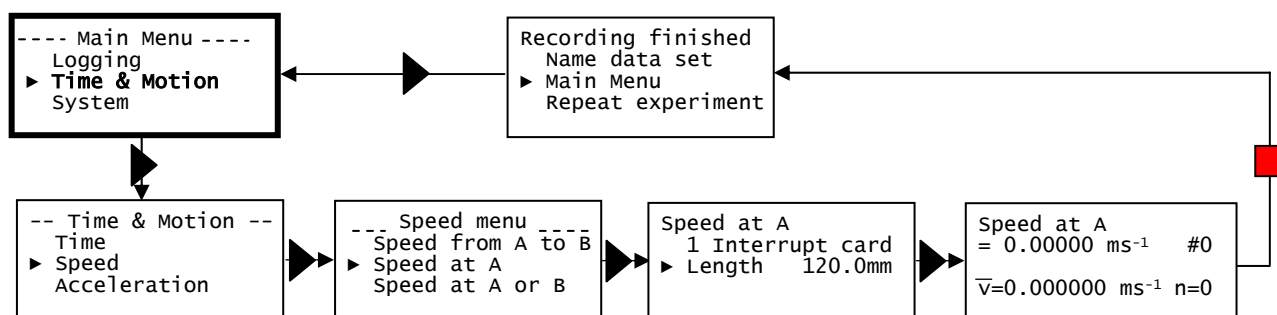 ---- Main Menu ----
Logging
► Time & Motion
System
Recording finished
Name data set
► Main Menu
Repeat experiment
-- Time & Motion --
Time
► Speed
Acceleration
--- Speed menu ----
Speed from A to B
► Speed at A
Speed at A or B
Speed at A
1 Interrupt card
► Length 120.0mm
Speed at A
= 0.00000 ms⁻¹ #0
v̅=0.000000 ms⁻¹ n=0